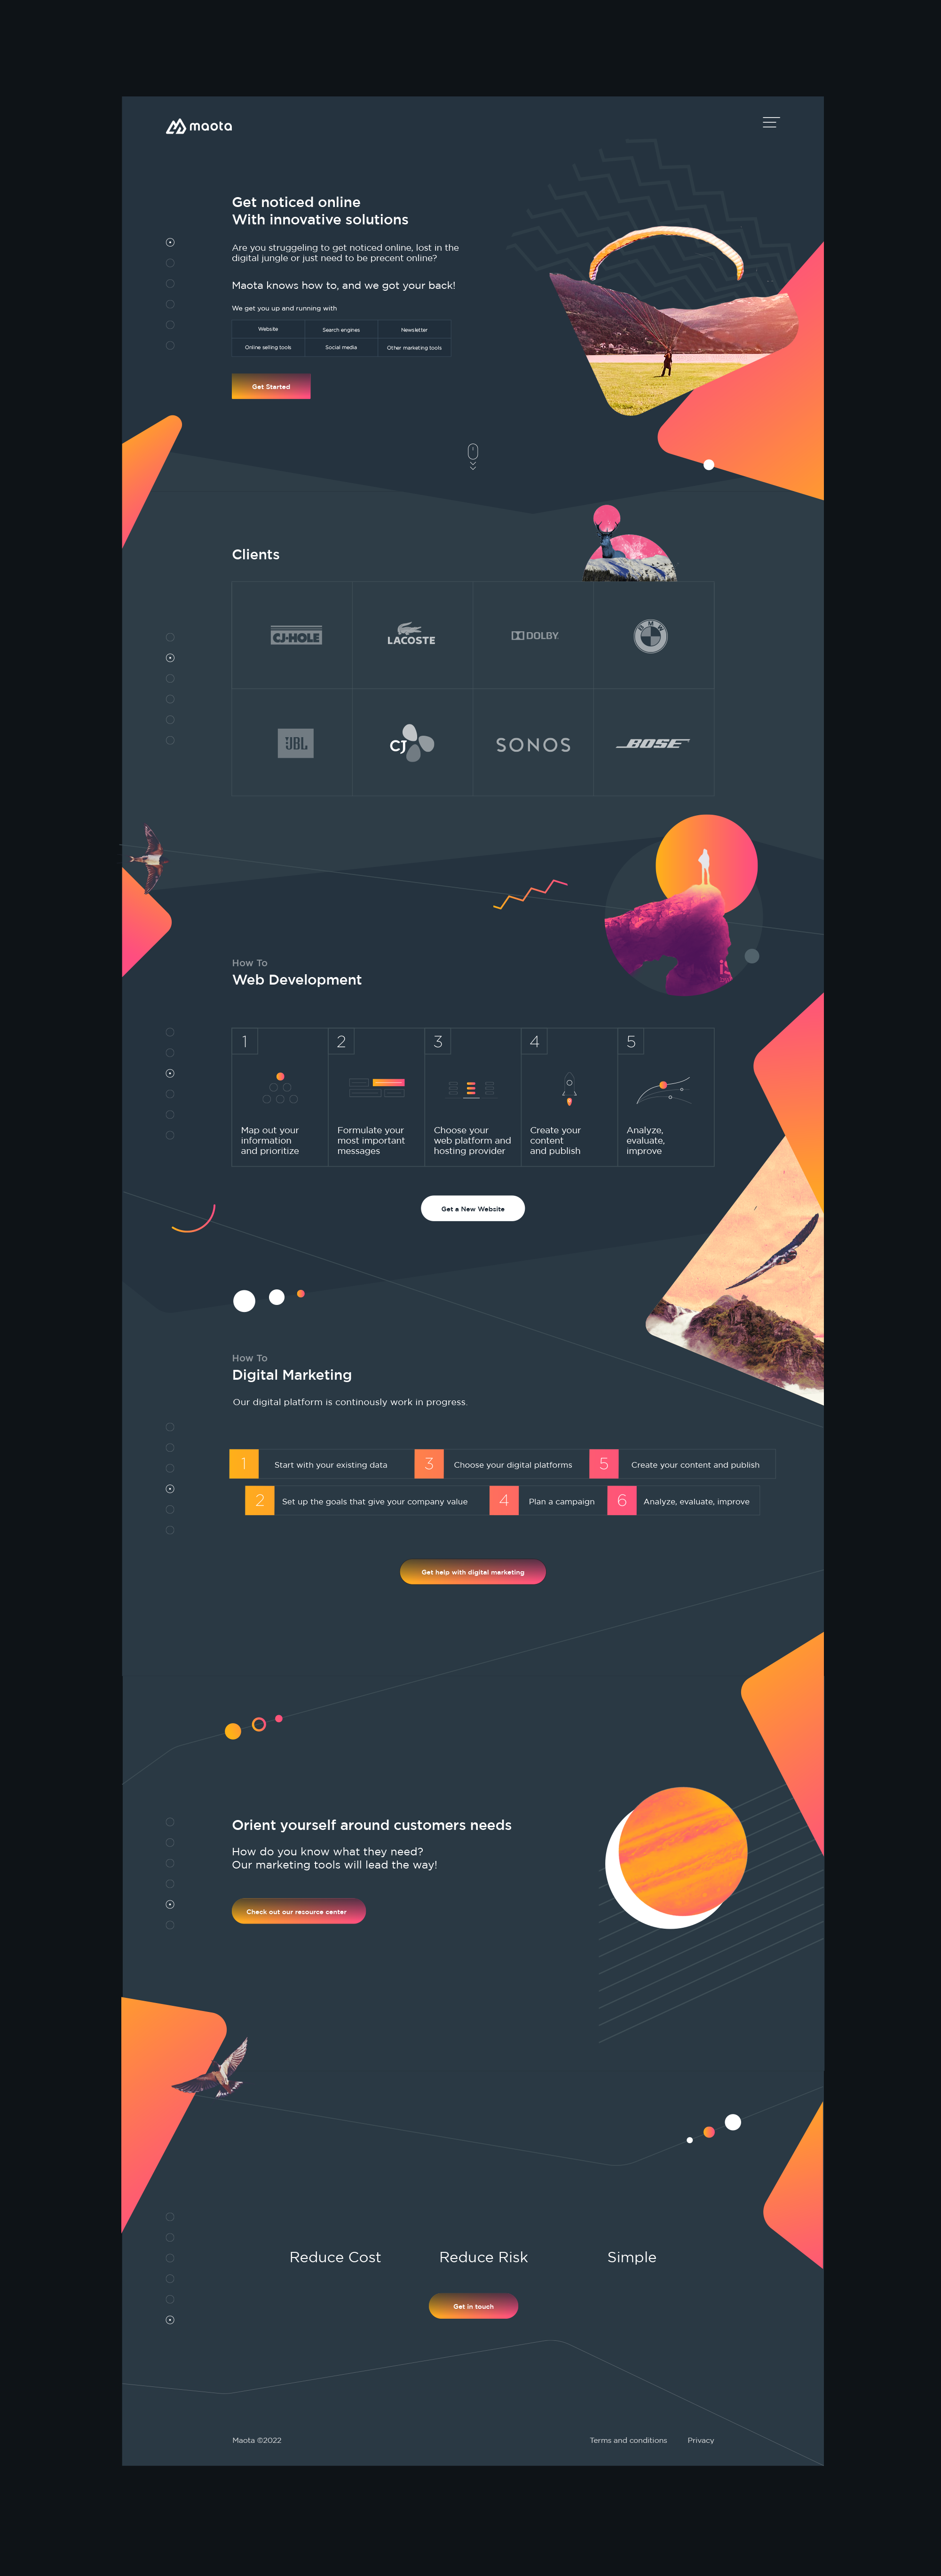 maota
Get noticed online
With innovative solutions
Are you struggeling to get noticed online, lost in the
digital jungle or just need to be precent online?
Maota knows how to, and we got your back!
We get you up and running with
Website
Search engines
Newsletter
Online selling tools
Social media
Other marketing tools
Get Started
Clients
CJ-HOLE
LACOSTE
DOLBY
BMW
JBL
CJ
SONOS
BOSE
How To
Web Development
1
2
3
4
5
Map out your
information
and prioritize
Formulate your
most important
messages
Choose your
web platform and
hosting provider
Create your
content
and publish
Analyze,
evaluate,
improve
Get a New Website
How To
Digital Marketing
Our digital platform is continously work in progress.
1 Start with your existing data
3 Choose your digital platforms
5 Create your content and publish
2 Set up the goals that give your company value
4 Plan a campaign
6 Analyze, evaluate, improve
Get help with digital marketing
Orient yourself around customers needs
How do you know what they need?
Our marketing tools will lead the way!
Check out our resource center
Reduce Cost
Reduce Risk
Simple
Get in touch
Maota ©2022
Terms and conditions
Privacy